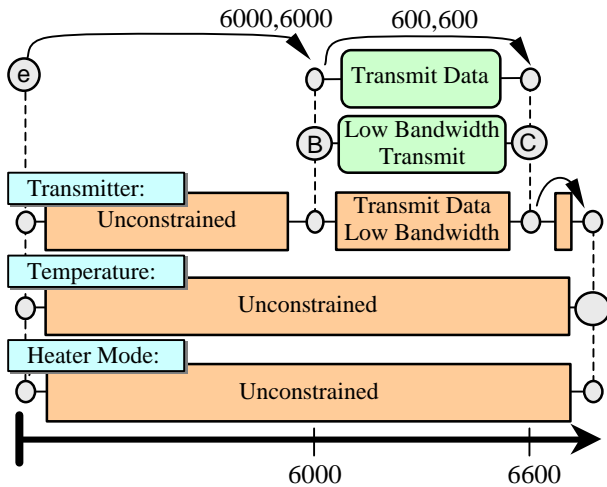 6000,6000
600,600
e
Transmit Data
B
Low Bandwidth
Transmit
C
Transmitter:
Unconstrained
Transmit Data
Low Bandwidth
Temperature:
Unconstrained
Heater Mode:
Unconstrained
6000
6600